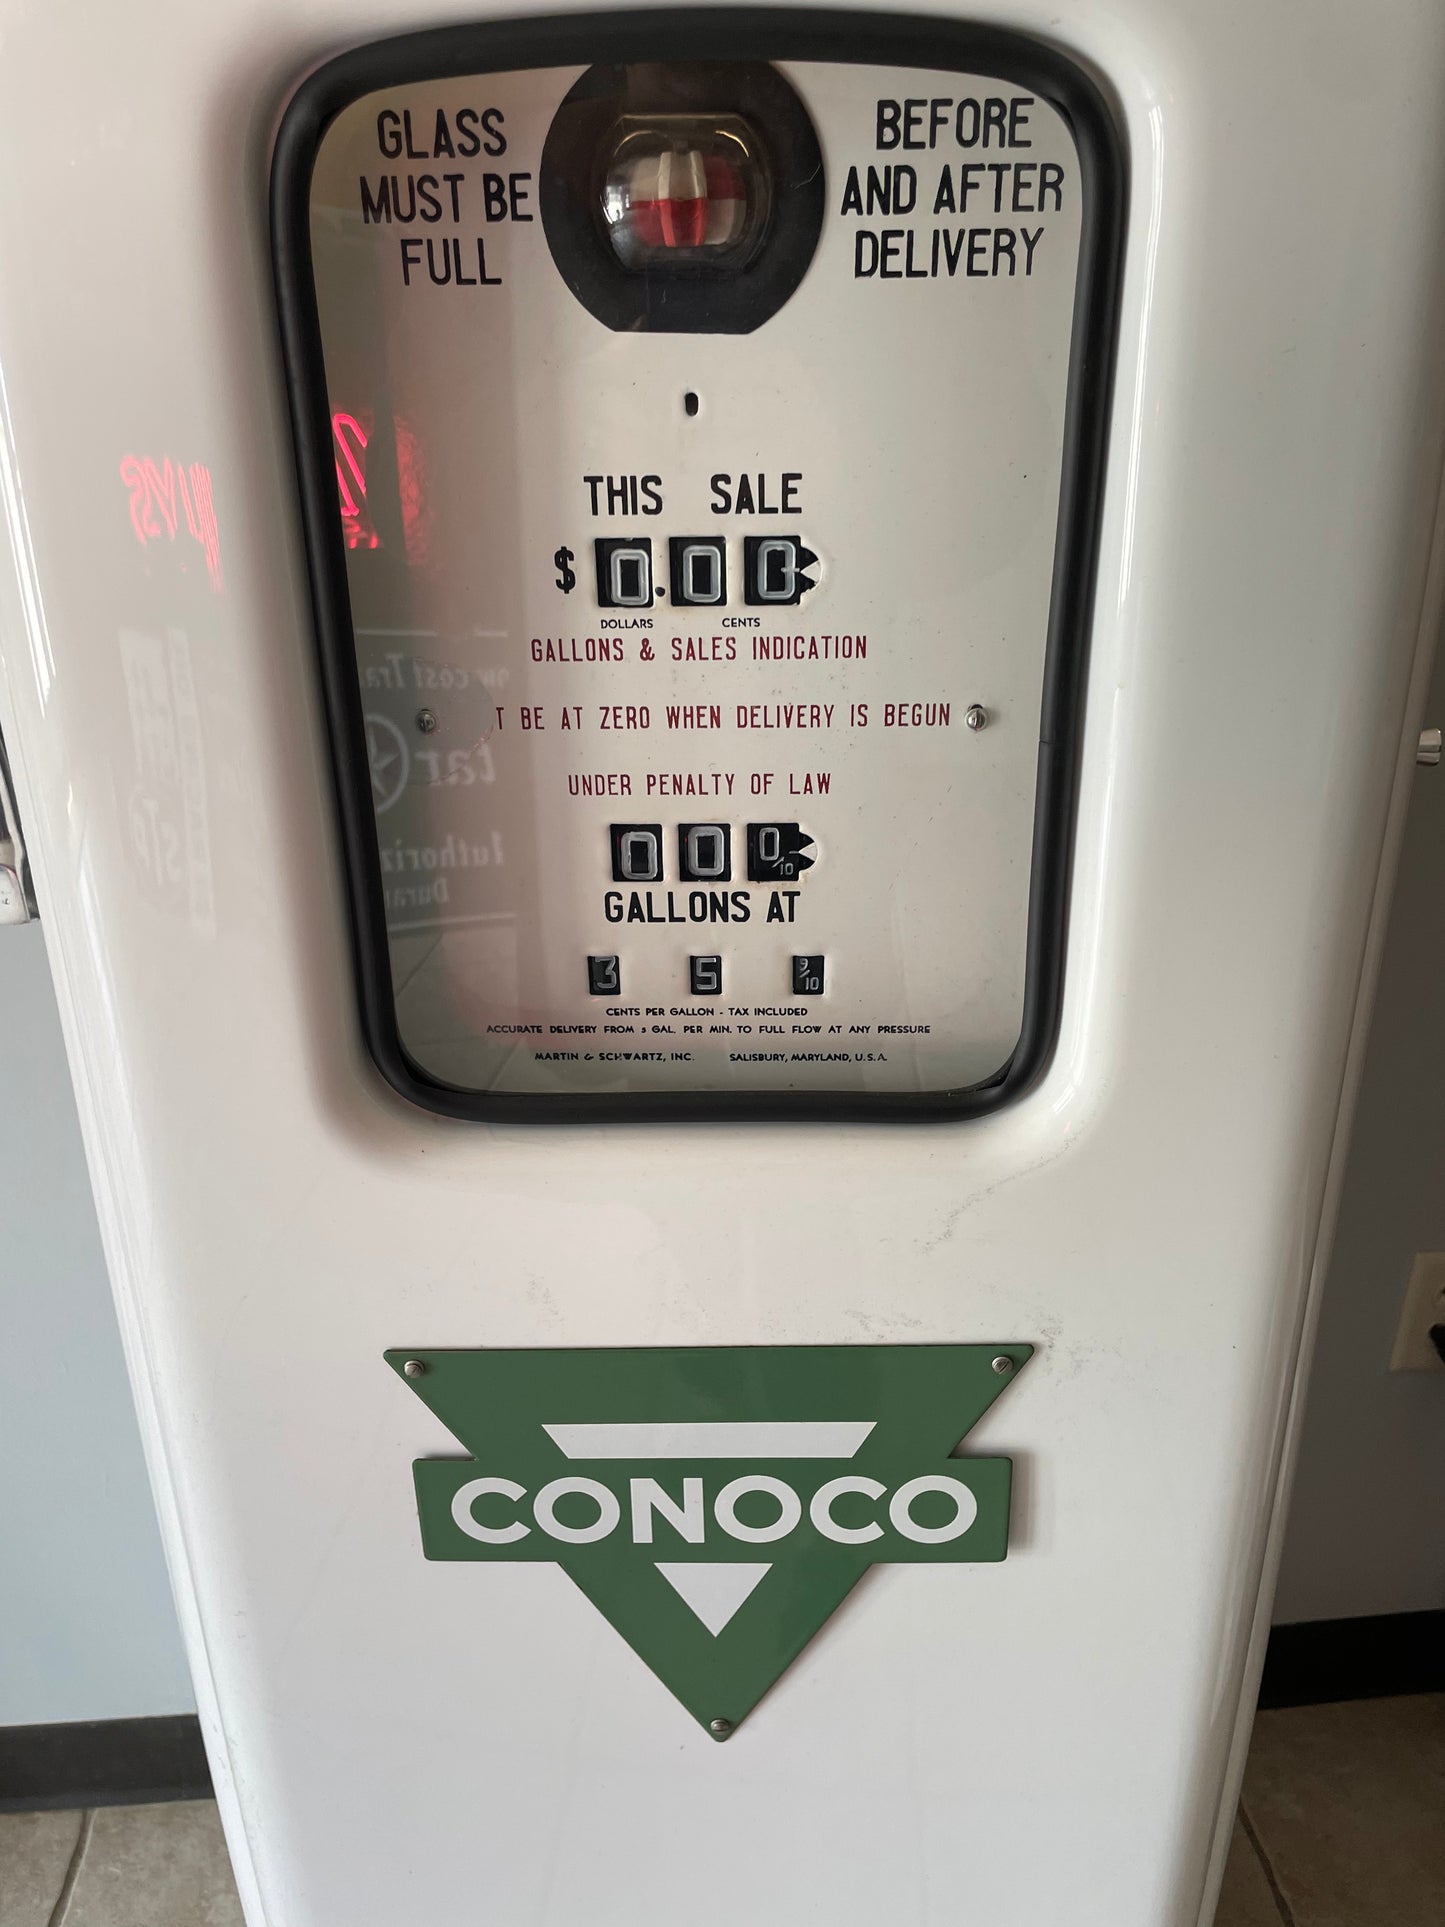 GLASS
MUST BE
FULL
BEFORE
AND AFTER
DELIVERY
THIS SALE
$ 0.00
DOLLARS CENTS
GALLONS & SALES INDICATION
T BE AT ZERO WHEN DELIVERY IS BEGUN
UNDER PENALTY OF LAW
0 0 0/10
GALLONS AT
3 5 9/10
CENTS PER GALLON - TAX INCLUDED
ACCURATE DELIVERY FROM 5 GAL. PER MIN. TO FULL FLOW AT ANY PRESSURE
MARTIN & SCHWARTZ, INC. SALISBURY, MARYLAND, U.S.A.
CONOCO